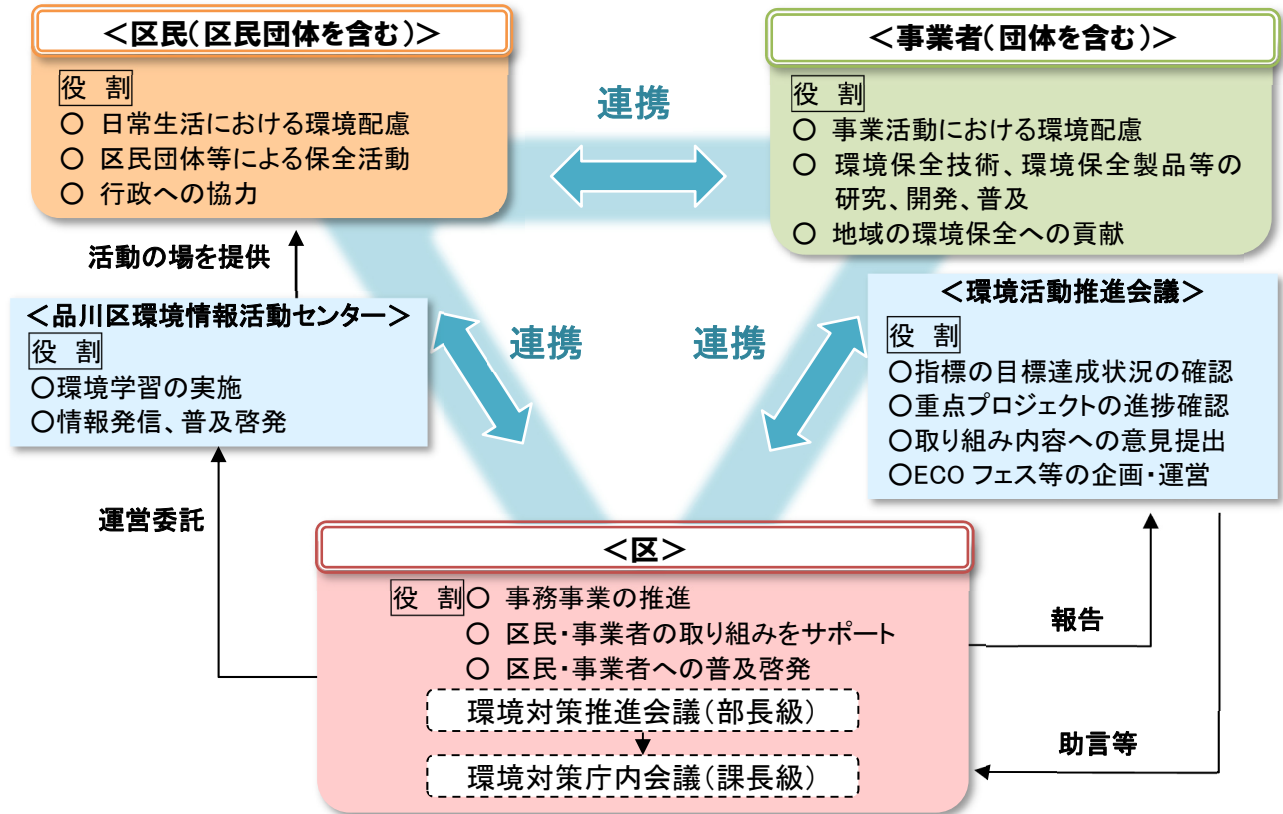 ＜区民（区民団体を含む）＞
役 割
○ 日常生活における環境配慮
○ 区民団体等による保全活動
○ 行政への協力
連携
＜事業者（団体を含む）＞
役 割
○ 事業活動における環境配慮
○ 環境保全技術、環境保全製品等の
研究、開発、普及
○ 地域の環境保全への貢献
活動の場を提供
＜品川区環境情報活動センター＞
役 割
○環境学習の実施
○情報発信、普及啓発
連携
連携
＜環境活動推進会議＞
役 割
○指標の目標達成状況の確認
○重点プロジェクトの進捗確認
○取り組み内容への意見提出
○ECO フェス等の企画・運営
運営委託
＜区＞
役 割○ 事務事業の推進
○ 区民・事業者の取り組みをサポート
○ 区民・事業者への普及啓発
環境対策推進会議（部長級）
環境対策庁内会議（課長級）
報告
助言等